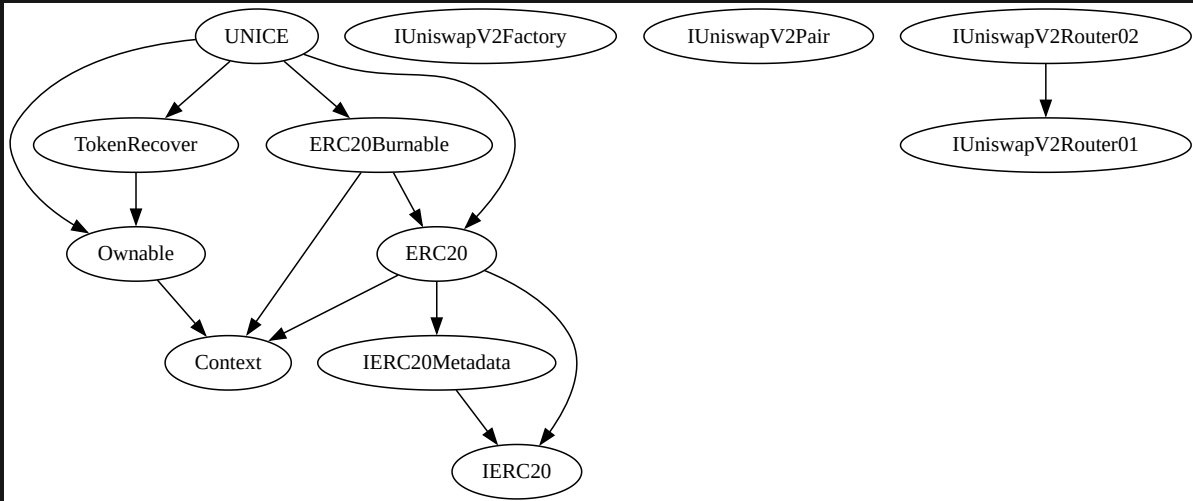 UNICE
IUniswapV2Factory
IUniswapV2Pair
IUniswapV2Router02
TokenRecover
ERC20Burnable
IUniswapV2Router01
Ownable
ERC20
Context
IERC20Metadata
IERC20